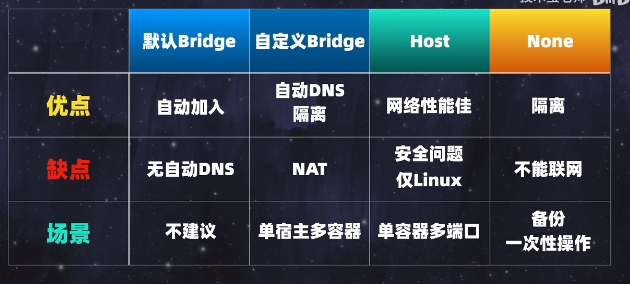 默认Bridge 自定义Bridge Host None
优点 自动加入 自动DNS 隔离 网络性能佳 隔离
缺点 无自动DNS NAT 安全问题 仅Linux 不能联网
场景 不建议 单宿主多容器 单容器多端口 备份 一次性操作